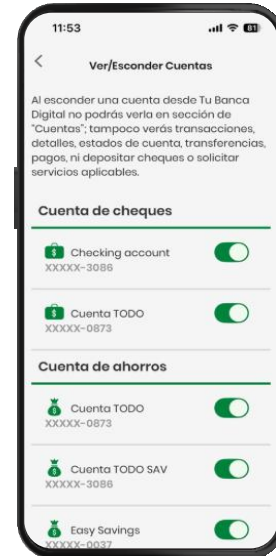 11:53
81
Ver/Esconder Cuentas
Al esconder una cuenta desde Tu Banca
Digital no podrás verla en sección de
"Cuentas"; tampoco verás transacciones,
detalles, estados de cuenta, transferencias,
pagos, ni depositar cheques o solicitar
servicios aplicables.
Cuenta de cheques
$ Checking account
XXXXX-3086
$ Cuenta TODO
XXXXX-0873
Cuenta de ahorros
$ Cuenta TODO
XXXXX-0873
$ Cuenta TODO SAV
XXXXX-3086
$ Easy Savings
XXXXX-0037